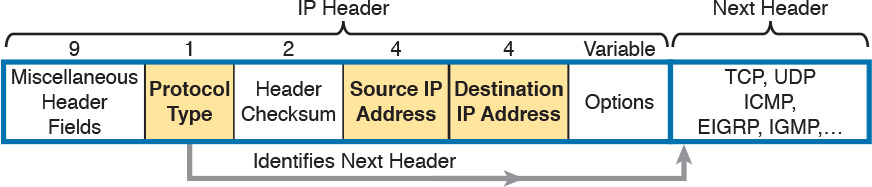 IP Header
Next Header
9
1
2
4
4
Variable
Miscellaneous
Header
Fields
Protocol
Type
Header
Checksum
Source IP
Address
Destination
IP Address
Options
TCP, UDP
ICMP,
EIGRP, IGMP,...
Identifies Next Header